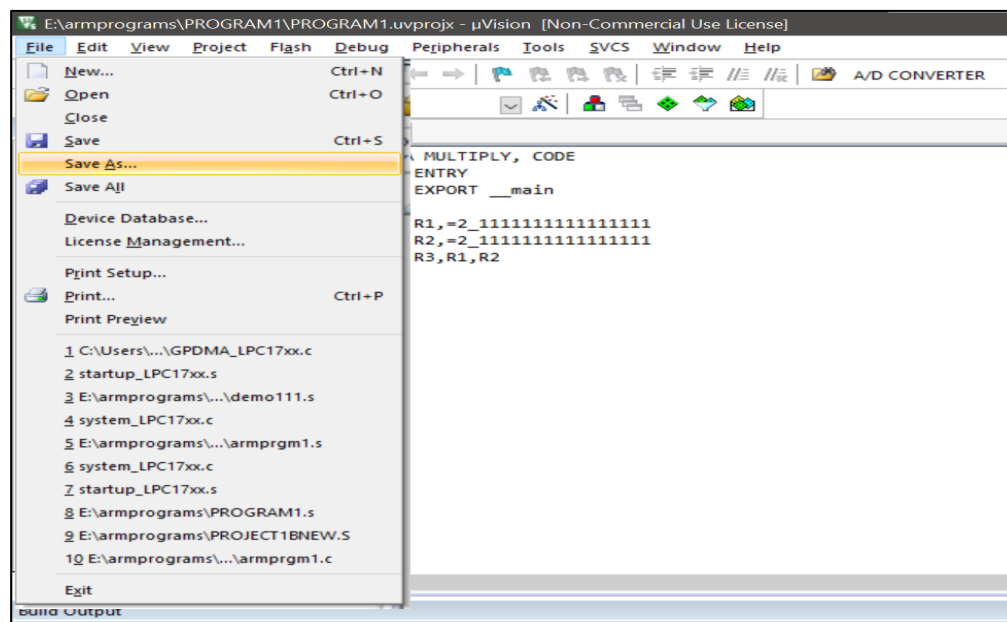 E:\armprograms\PROGRAM1\PROGRAM1.uvprojx - µVision [Non-Commercial Use License]
File Edit View Project Flash Debug Peripherals Tools SVCS Window Help
A/D CONVERTER
New... Ctrl+N
Open Ctrl+O
Close
Save Ctrl+S
Save As...
Save All
Device Database...
License Management...
Print Setup...
Print... Ctrl+P
Print Preview
1 C:\Users\...\GPDMA_LPC17xx.c
2 startup_LPC17xx.s
3 E:\armprograms\...\demo111.s
4 system_LPC17xx.c
5 E:\armprograms\...\armprgm1.s
6 system_LPC17xx.c
7 startup_LPC17xx.s
8 E:\armprograms\PROGRAM1.s
9 E:\armprograms\PROJECT1BNEW.S
10 E:\armprograms\...\armprgm1.c
Exit
MULTIPLY, CODE
ENTRY
EXPORT __main
R1,=2_1111111111111111
R2,=2_1111111111111111
R3,R1,R2
Build Output